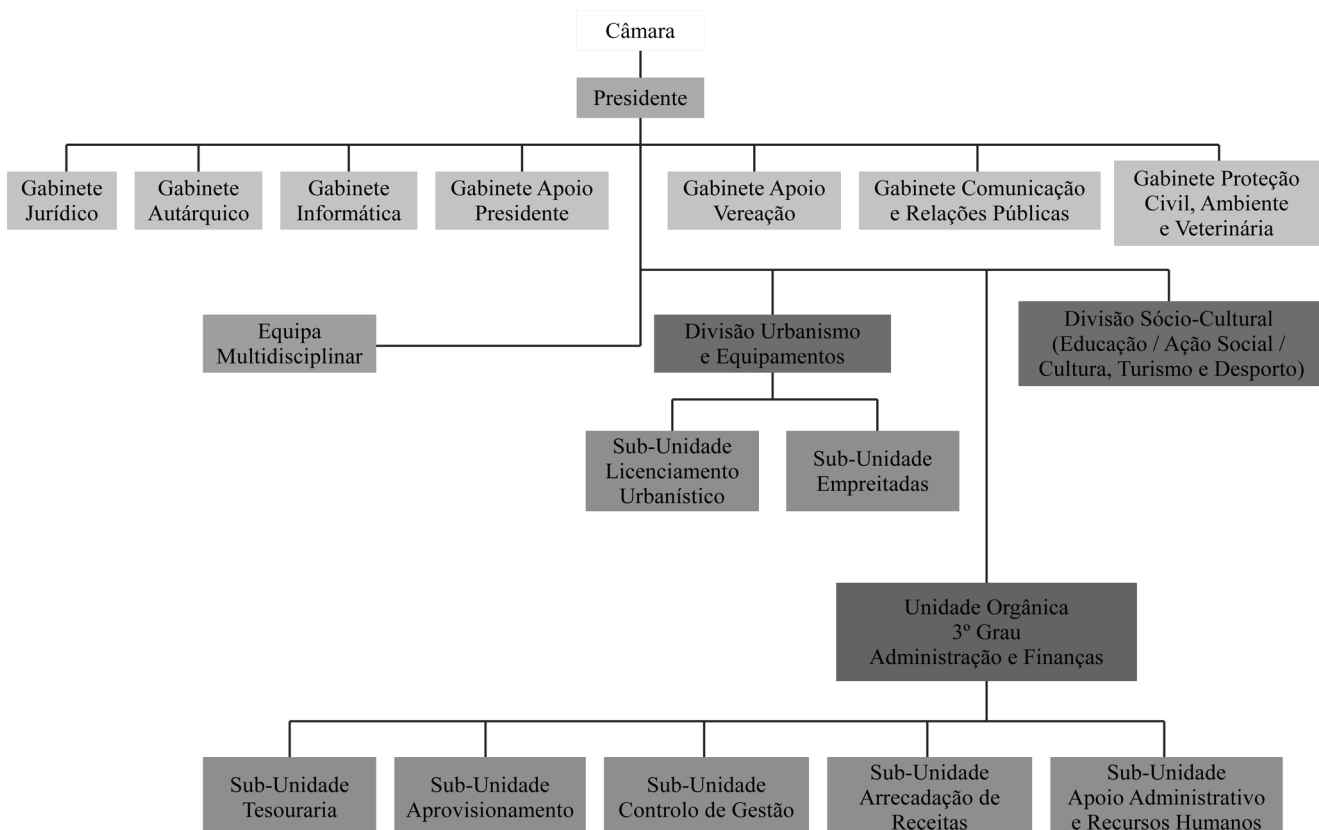 Câmara
Presidente
Gabinete
Jurídico
Gabinete
Autárquico
Gabinete
Informática
Gabinete Apoio
Presidente
Gabinete Apoio
Vereação
Gabinete Comunicação
e Relações Públicas
Gabinete Proteção
Civíl, Ambiente
e Veterinária
Equipa
Multidisciplinar
Divisão Urbanismo
e Equipamentos
Divisão Sócio-Cultural
(Educação / Ação Social /
Cultura, Turismo e Desporto)
Sub-Unidade
Licenciamento
Urbanístico
Sub-Unidade
Empreitadas
Unidade Orgânica
3º Grau
Administração e Finanças
Sub-Unidade
Tesouraria
Sub-Unidade
Aprovisionamento
Sub-Unidade
Controlo de Gestão
Sub-Unidade
Arrecadação de
Receitas
Sub-Unidade
Apoio Administrativo
e Recursos Humanos